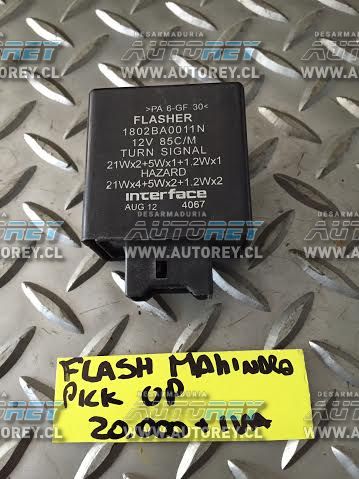 DESARMADURIA
AUTOREY
WWW.AUTOREY.CL
>PA 6-GF 30<
FLASHER
1802BA0011N
12V 85C/M
TURN SIGNAL
21Wx2+5Wx1+1.2Wx1
HAZARD
21Wx4+5Wx2+1.2Wx2
interface
AUG 12 4067
FLASH MAHINDRA
PICK UP
20.000 + IVA